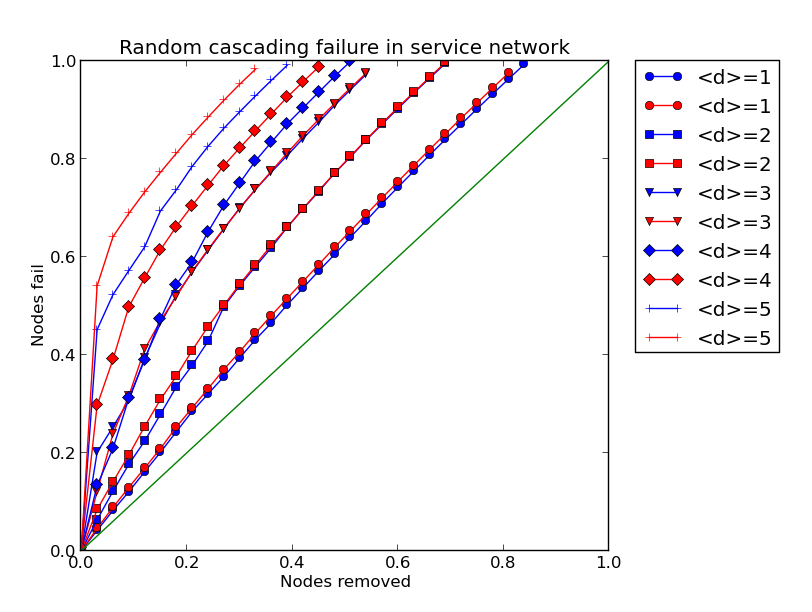 Random cascading failure in service network
1.0
0.8
0.6
0.4
0.2
0.0
Nodes fail
0.0 0.2 0.4 0.6 0.8 1.0
Nodes removed
<d>=1
<d>=1
<d>=2
<d>=2
<d>=3
<d>=3
<d>=4
<d>=4
<d>=5
<d>=5